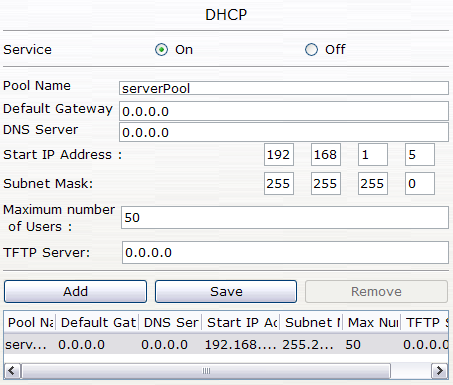 DHCP
Service On Off
Pool Name serverPool
Default Gateway 0.0.0.0
DNS Server 0.0.0.0
Start IP Address : 192 168 1 5
Subnet Mask: 255 255 255 0
Maximum number
of Users : 50
TFTP Server: 0.0.0.0
Add Save Remove
Pool Na Default Gat DNS Ser Start IP Ad Subnet M Max Num TFTP S
serv... 0.0.0.0 0.0.0.0 192.168.... 255.2... 50 0.0.0.0